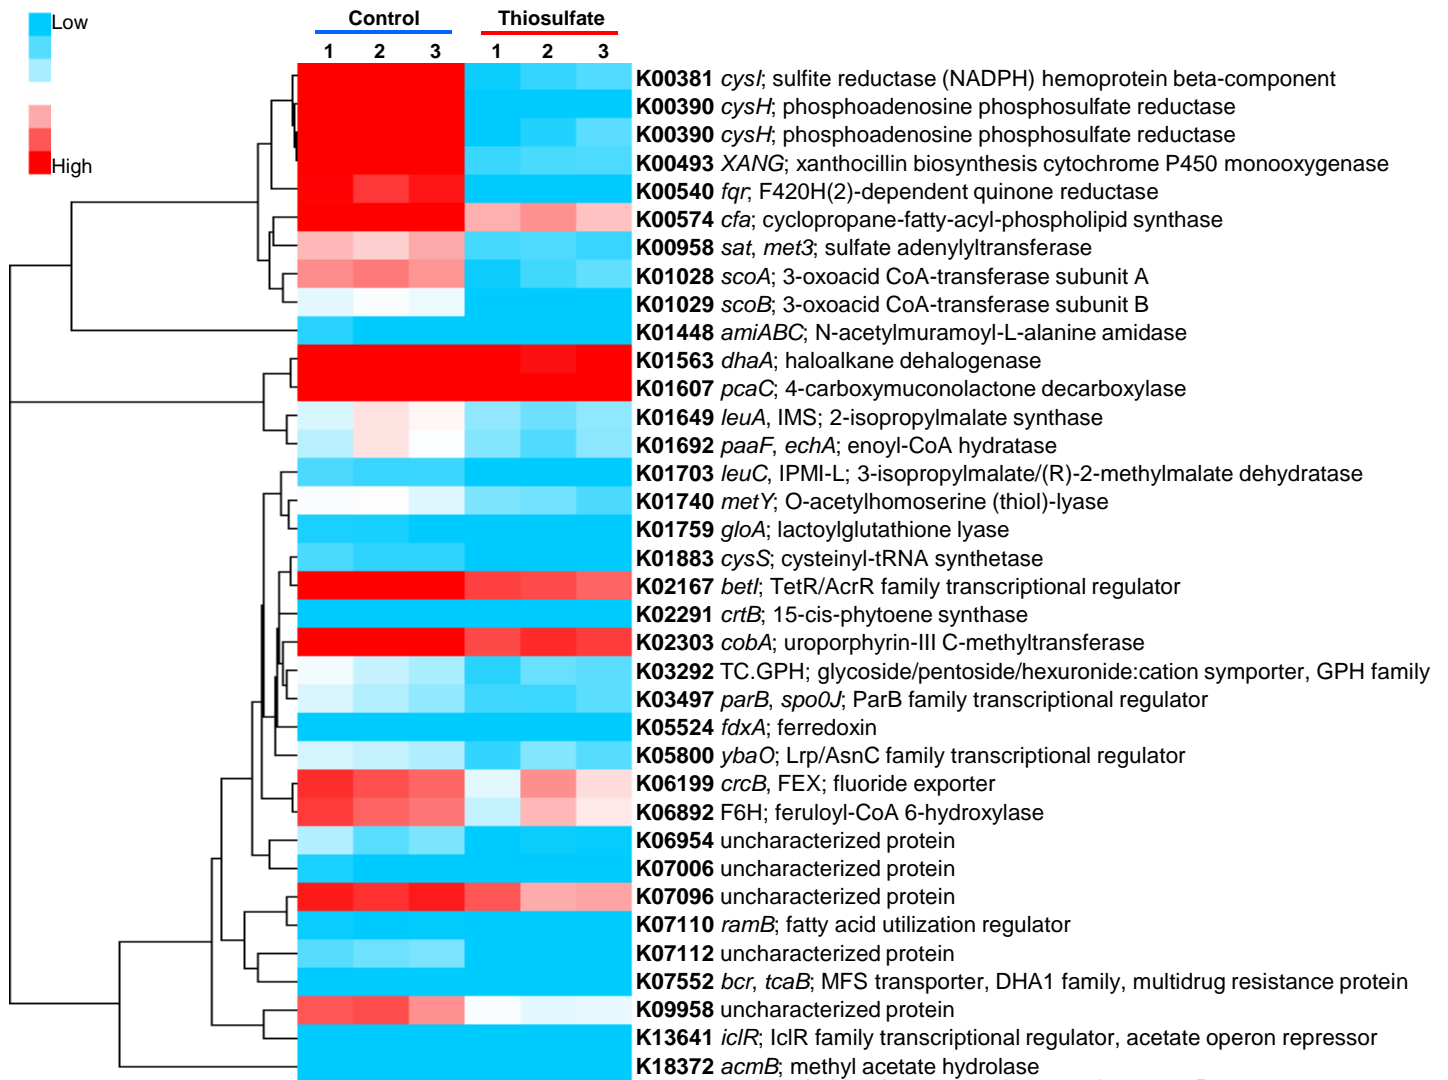 Low
High
Control Thiosulfate
1 2 3 1 2 3
K00381 cysI; sulfite reductase (NADPH) hemoprotein beta-component
K00390 cysH; phosphoadenosine phosphosulfate reductase
K00390 cysH; phosphoadenosine phosphosulfate reductase
K00493 XANG; xanthocillin biosynthesis cytochrome P450 monooxygenase
K00540 fqr; F420H(2)-dependent quinone reductase
K00574 cfa; cyclopropane-fatty-acyl-phospholipid synthase
K00958 sat, met3; sulfate adenylyltransferase
K01028 scoA; 3-oxoacid CoA-transferase subunit A
K01029 scoB; 3-oxoacid CoA-transferase subunit B
K01448 amiABC; N-acetylmuramoyl-L-alanine amidase
K01563 dhaA; haloalkane dehalogenase
K01607 pcaC; 4-carboxymuconolactone decarboxylase
K01649 leuA, IMS; 2-isopropylmalate synthase
K01692 paaF, echA; enoyl-CoA hydratase
K01703 leuC, IPMI-L; 3-isopropylmalate/(R)-2-methylmalate dehydratase
K01740 metY; O-acetylhomoserine (thiol)-lyase
K01759 gloA; lactoylglutathione lyase
K01883 cysS; cysteinyl-tRNA synthetase
K02167 betI; TetR/AcrR family transcriptional regulator
K02291 crtB; 15-cis-phytoene synthase
K02303 cobA; uroporphyrin-III C-methyltransferase
K03292 TC.GPH; glycoside/pentoside/hexuronide:cation symporter, GPH family
K03497 parB, spo0J; ParB family transcriptional regulator
K05524 fdxA; ferredoxin
K05800 ybaO; Lrp/AsnC family transcriptional regulator
K06199 crcB, FEX; fluoride exporter
K06892 F6H; feruloyl-CoA 6-hydroxylase
K06954 uncharacterized protein
K07006 uncharacterized protein
K07096 uncharacterized protein
K07110 ramB; fatty acid utilization regulator
K07112 uncharacterized protein
K07552 bcr, tcaB; MFS transporter, DHA1 family, multidrug resistance protein
K09958 uncharacterized protein
K13641 iclR; IclR family transcriptional regulator, acetate operon repressor
K18372 acmB; methyl acetate hydrolase